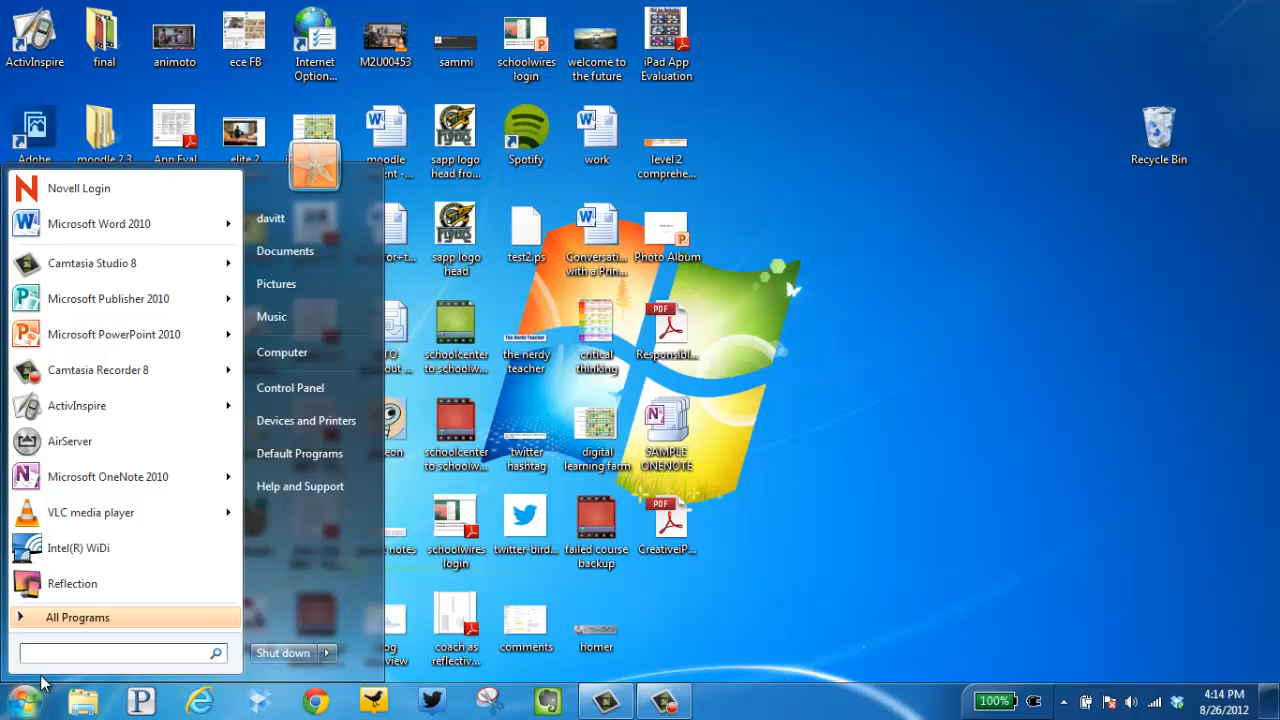 ActivInspire
final
animoto
ece FB
Internet
Option...
M2U00453
sammi
schoolwires
login
welcome to
the future
iPad App
Evaluation
Adobe
moodle 2.3
App Eval
elite 2
moodle
sapp logo
head fro...
Spotify
work
level 2
comprehe...
Recycle Bin
Novell Login
Microsoft Word 2010
Camtasia Studio 8
Microsoft Publisher 2010
Microsoft PowerPoint 2010
Camtasia Recorder 8
ActivInspire
AirServer
Microsoft OneNote 2010
VLC media player
Intel(R) WiDi
Reflection
All Programs
davitt
Documents
Pictures
Music
Computer
Control Panel
Devices and Printers
Default Programs
Help and Support
Shut down
sapp logo
head
test2.ps
Conversati...
with a Prin...
Photo Album
schoolcenter
to schoolw...
The Nerdy Teacher
the nerdy
teacher
critical
thinking
PDF
Responsibl...
schoolcenter
to schoolw...
twitter
hashtag
digital
learning farm
SAMPLE
ONENOTE
notes
schoolwires
login
twitter-bird...
failed course
backup
PDF
CreativeiP...
coach as
reflectiv...
comments
homer
100%
4:14 PM
8/26/2012